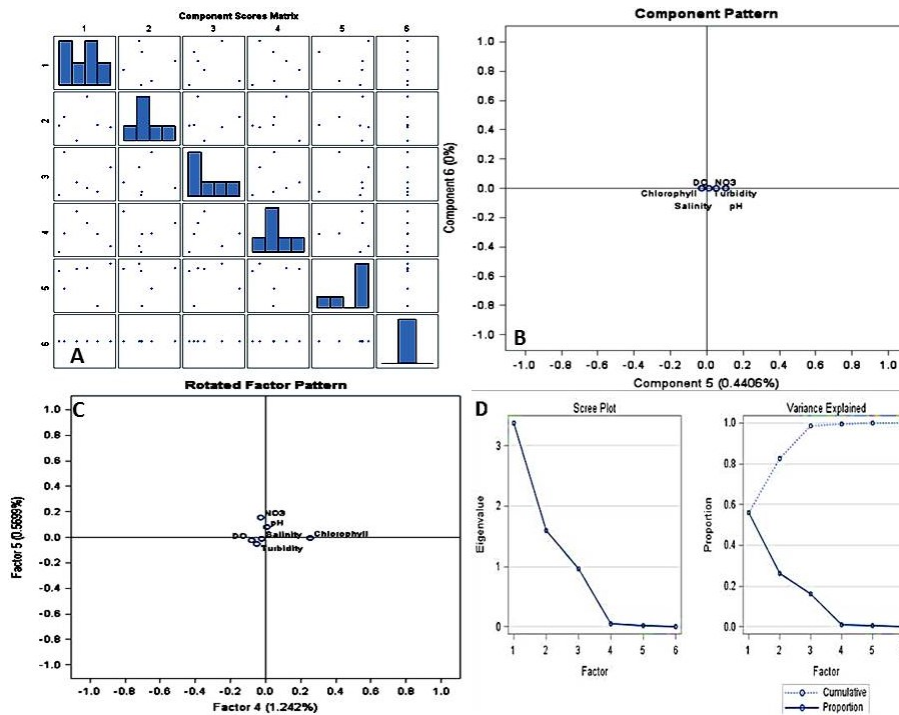 Component Scores Matrix
1 2 3 4 5 6
1
2
3
4
5
6
A
Component Pattern
1.0
0.8
0.6
0.4
0.2
0.0
-0.2
-0.4
-0.6
-0.8
-1.0
Component 6 (0%)
NO3
Chlorophyll Turbidity
Salinity pH
B
-1.0 -0.8 -0.6 -0.4 -0.2 0.0 0.2 0.4 0.6 0.8 1.0
Component 5 (0.4406%)
Rotated Factor Pattern
C
1.0
0.8
0.6
0.4
0.2
0.0
-0.2
-0.4
-0.6
-0.8
-1.0
Factor 5 (0.5699%)
NO3
pH
Salinity Chlorophyll
Turbidity
-1.0 -0.8 -0.6 -0.4 -0.2 0.0 0.2 0.4 0.6 0.8 1.0
Factor 4 (1.242%)
D
Scree Plot
3
2
1
0
Eigenvalue
1 2 3 4 5 6
Factor
Variance Explained
1.0
0.8
0.6
0.4
0.2
0.0
Proportion
1 2 3 4 5
Factor
Cumulative
Proportion